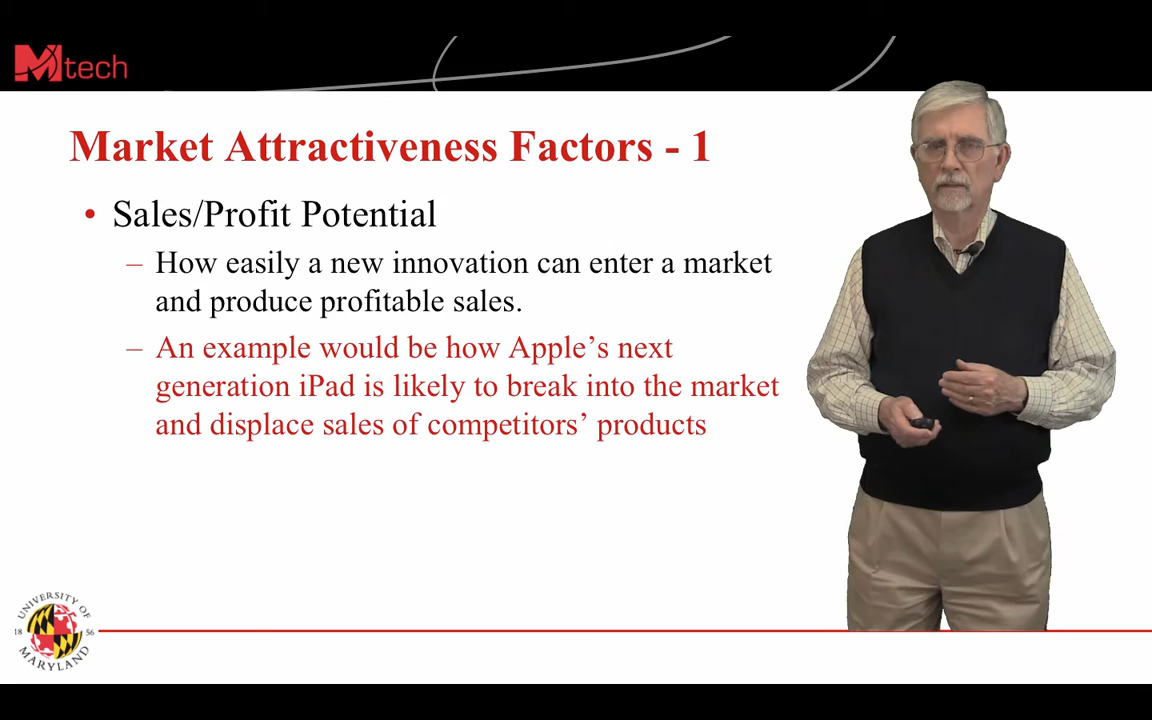 Mtech
Market Attractiveness Factors - 1
• Sales/Profit Potential
– How easily a new innovation can enter a market
and produce profitable sales.
– An example would be how Apple’s next
generation iPad is likely to break into the market
and displace sales of competitors’ products
UNIVERSITY OF
18 56
MARYLAND